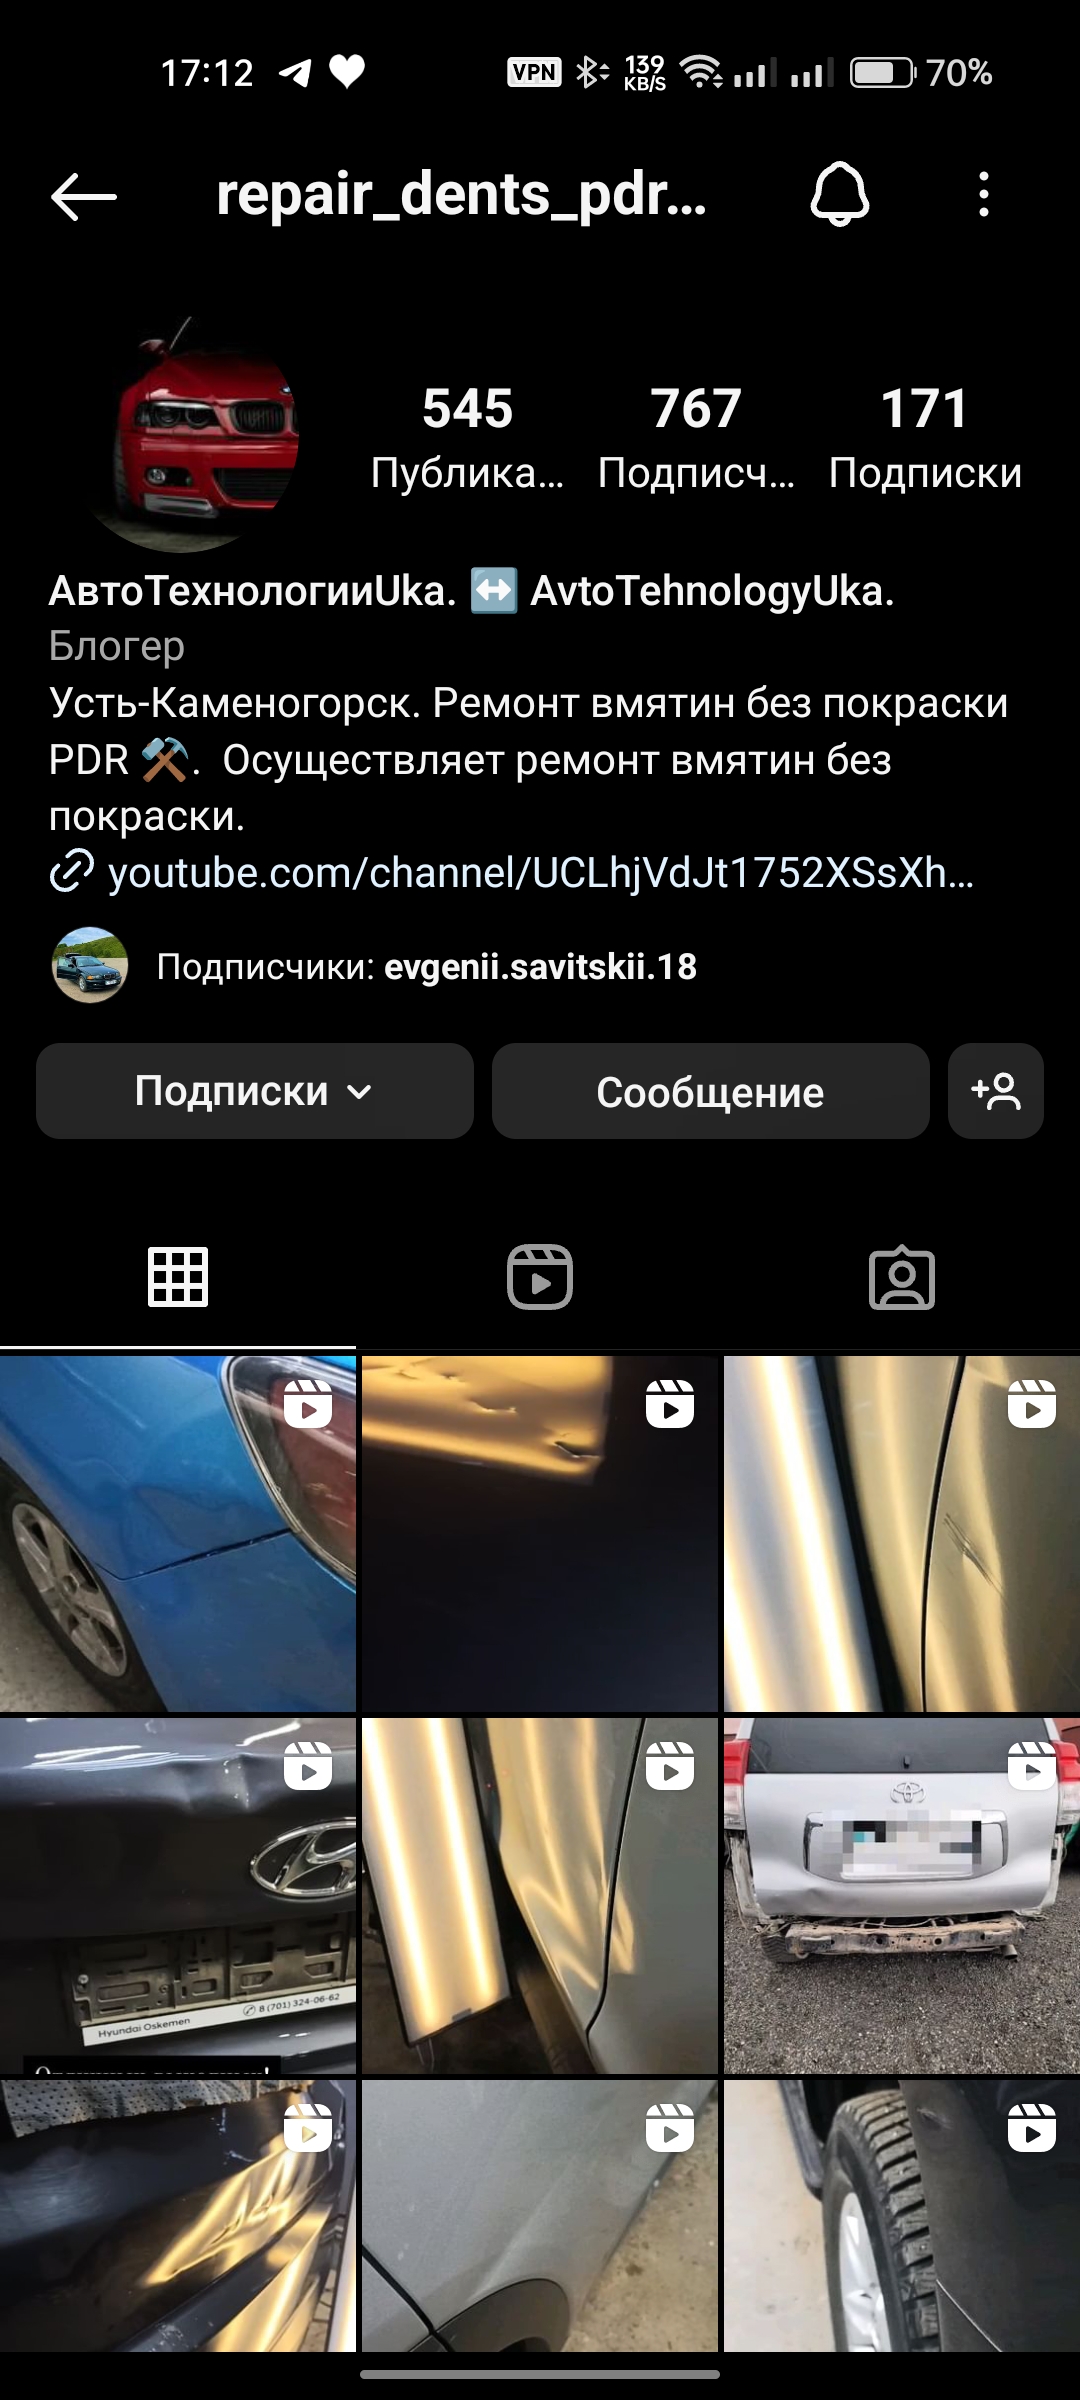 17:12 VPN 139 KB/S 70%
repair_dents_pdr...
545 767 171
Публика... Подписч... Подписки
АвтоТехнологииUka. ↔️ AvtoTehnologyUka.
Блогер
Усть-Каменогорск. Ремонт вмятин без покраски
PDR ⚒️. Осуществляет ремонт вмятин без
покраски.
youtube.com/channel/UCLhjVdJt1752XSsXh...
Подписчики: evgenii.savitskii.18
Подписки
Сообщение
8 (701) 324-06-62
Hyundai Oskemen